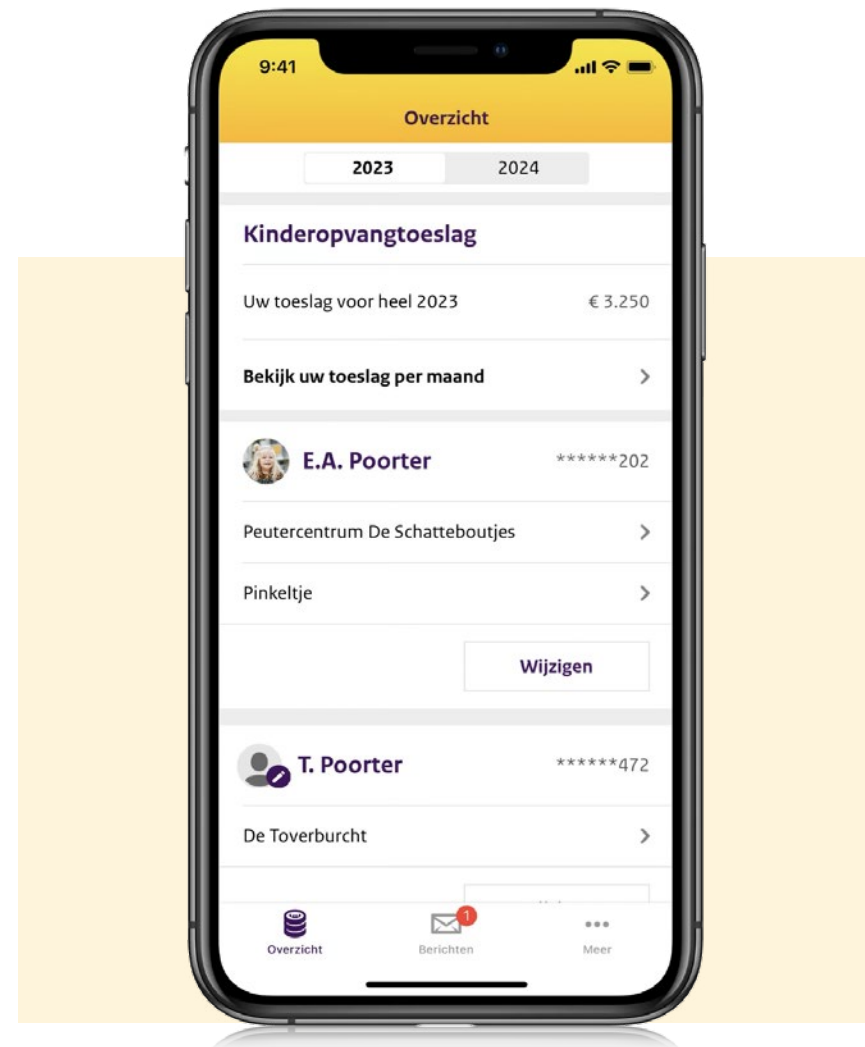 9:41
Overzicht
2023 2024
Kinderopvangtoeslag
Uw toeslag voor heel 2023 € 3.250
Bekijk uw toeslag per maand
E.A. Poorter ******202
Peutercentrum De Schatteboutjes
Pinkeltje
Wijzigen
T. Poorter ******472
De Toverburcht
1
Overzicht Berichten Meer